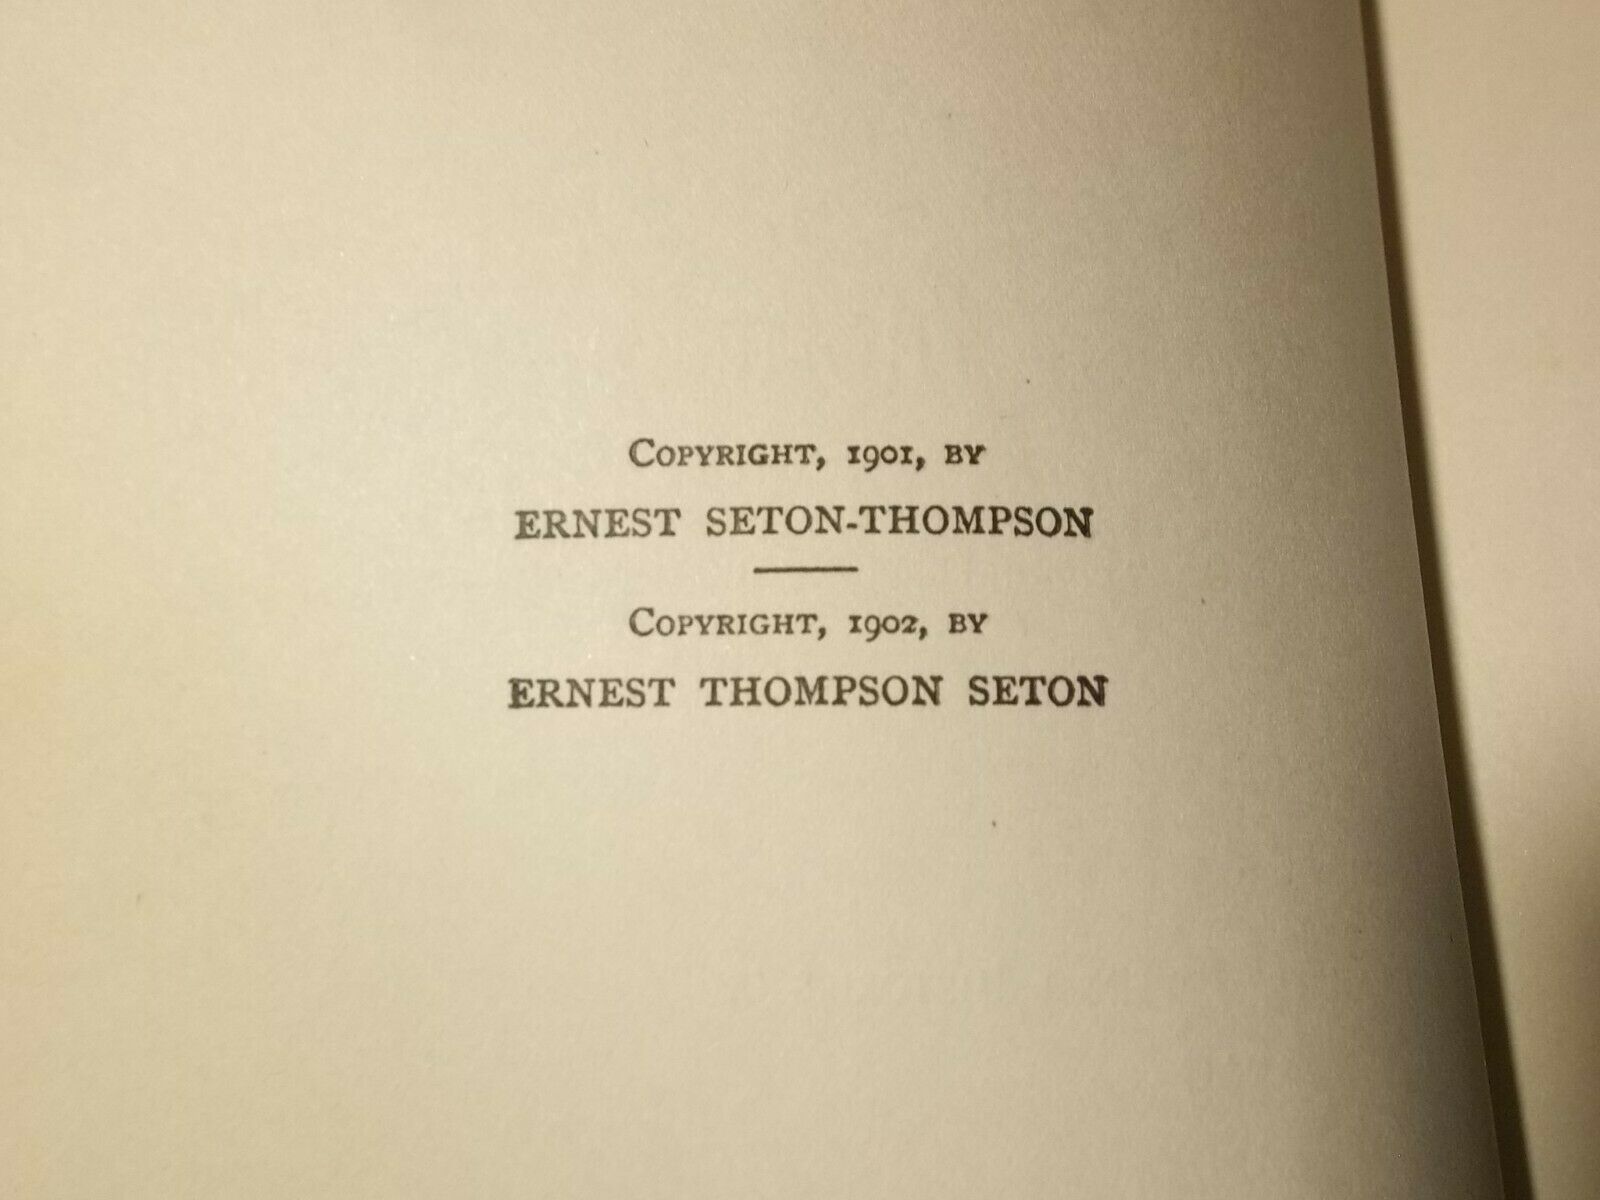 Copyright, 1901, by
ERNEST SETON-THOMPSON
Copyright, 1902, by
ERNEST THOMPSON SETON